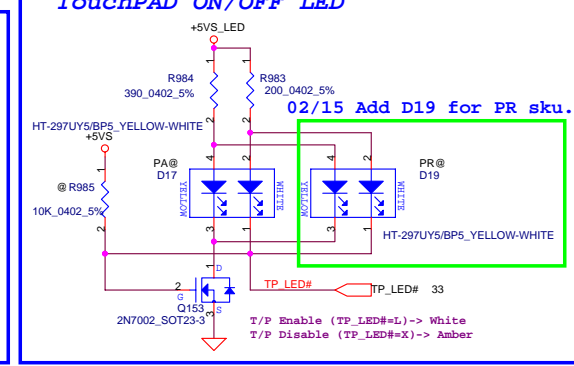 TouchPAD ON/OFF LED
+5VS_LED
1
1
R984
390_0402_5%
R983
200_0402_5%
2
2
02/15 Add D19 for PR sku.
HT-297UY5/BP5_YELLOW-WHITE
+5VS
PA@
D17
4
2
4
2
PR@
D19
YELLOW
WHITE
YELLOW
WHITE
@ R985
10K_0402_5%
1
2
3
1
3
1
HT-297UY5/BP5_YELLOW-WHITE
1
D
2
G
S
3
Q153
2N7002_SOT23-3
TP_LED#
TP_LED# 33
T/P Enable (TP_LED#=L)-> White
T/P Disable (TP_LED#=X)-> Amber